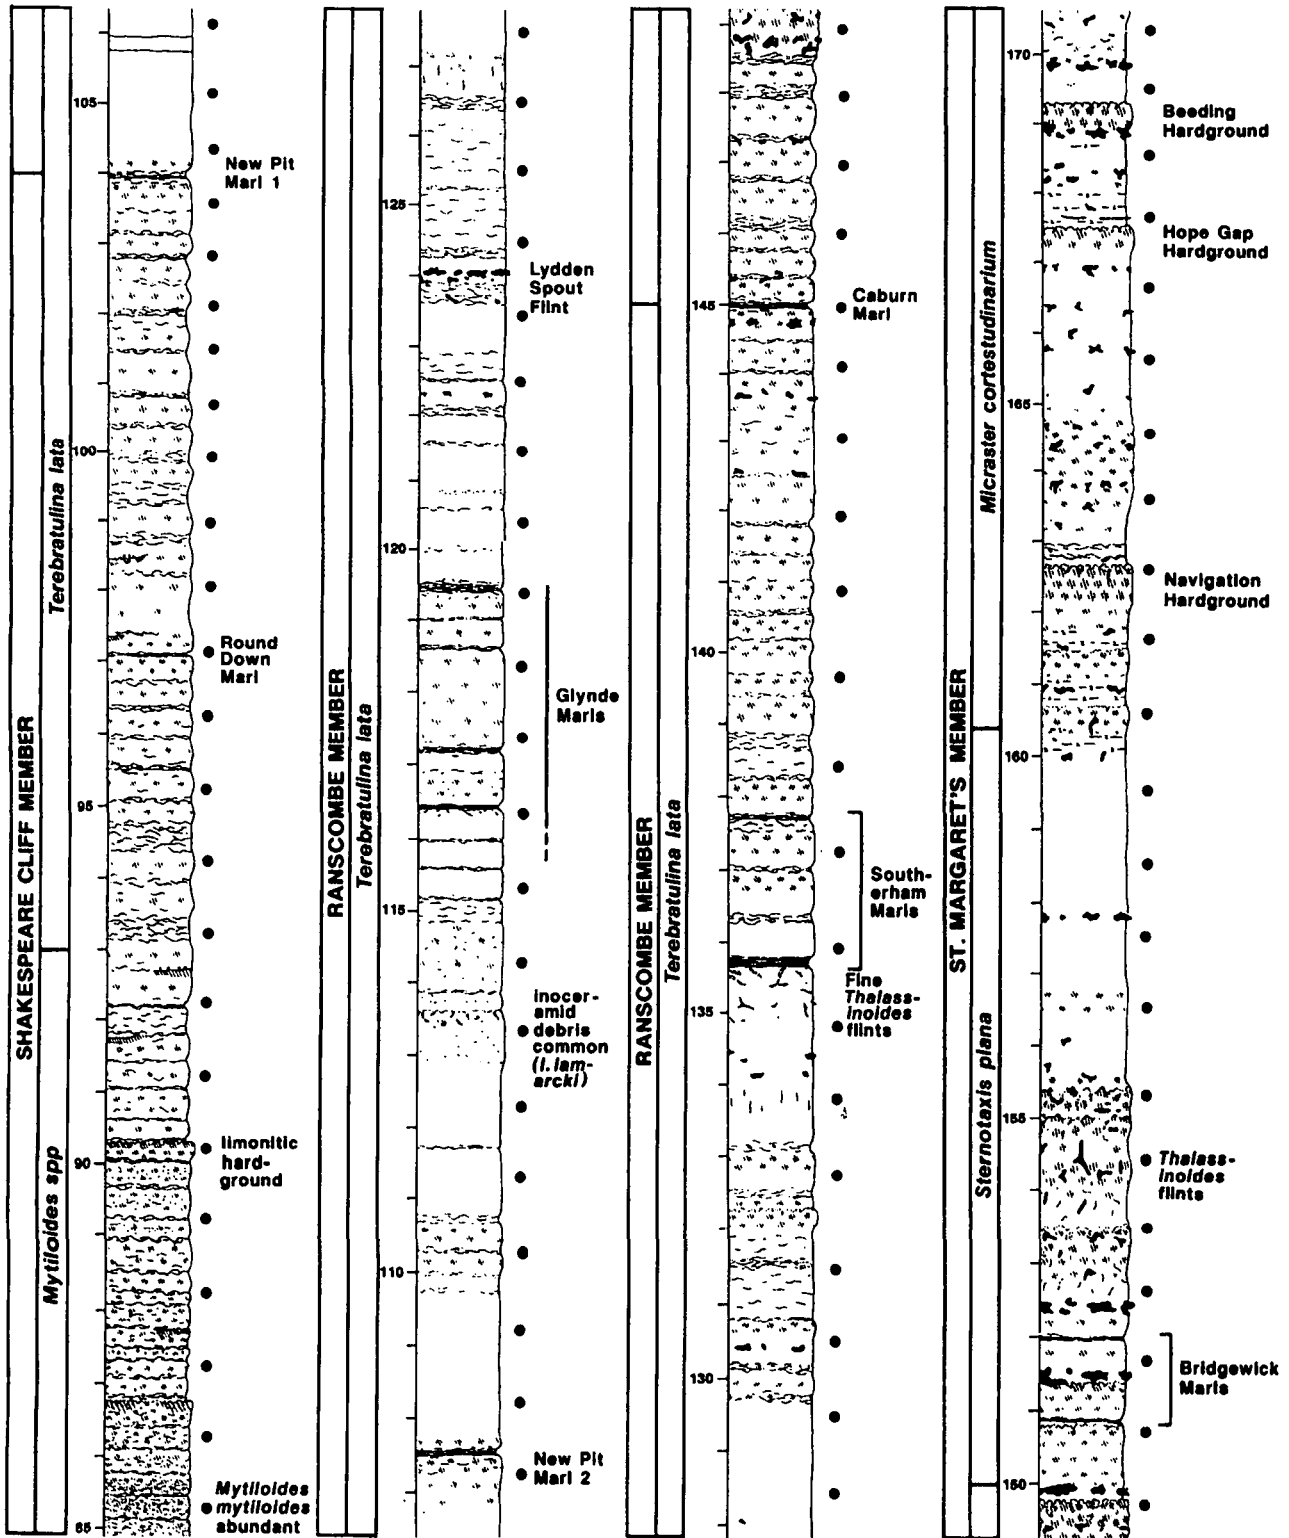 SHAKESPEARE CLIFF MEMBER
Terebratulina lata
Mytiloides spp
105
100
95
90
85
New Pit
Marl 1
Round
Down
Marl
limonitic
hard-
ground
Mytiloides
mytiloides
abundant
RANSCOMBE MEMBER
Terebratulina lata
125
120
115
110
Lydden
Spout
Flint
Glynde
Marls
inocer-
amid
debris
common
(I. lam-
arcki)
New Pit
Marl 2
RANSCOMBE MEMBER
Terebratulina lata
145
140
135
130
Caburn
Marl
South-
erham
Marls
Fine
Thalass-
inoides
flints
ST. MARGARET'S MEMBER
Micraster cortestudinarium
Sternotaxis plana
170
165
160
155
150
Beeding
Hardground
Hope Gap
Hardground
Navigation
Hardground
Thalass-
inoides
flints
Bridgewick
Marls